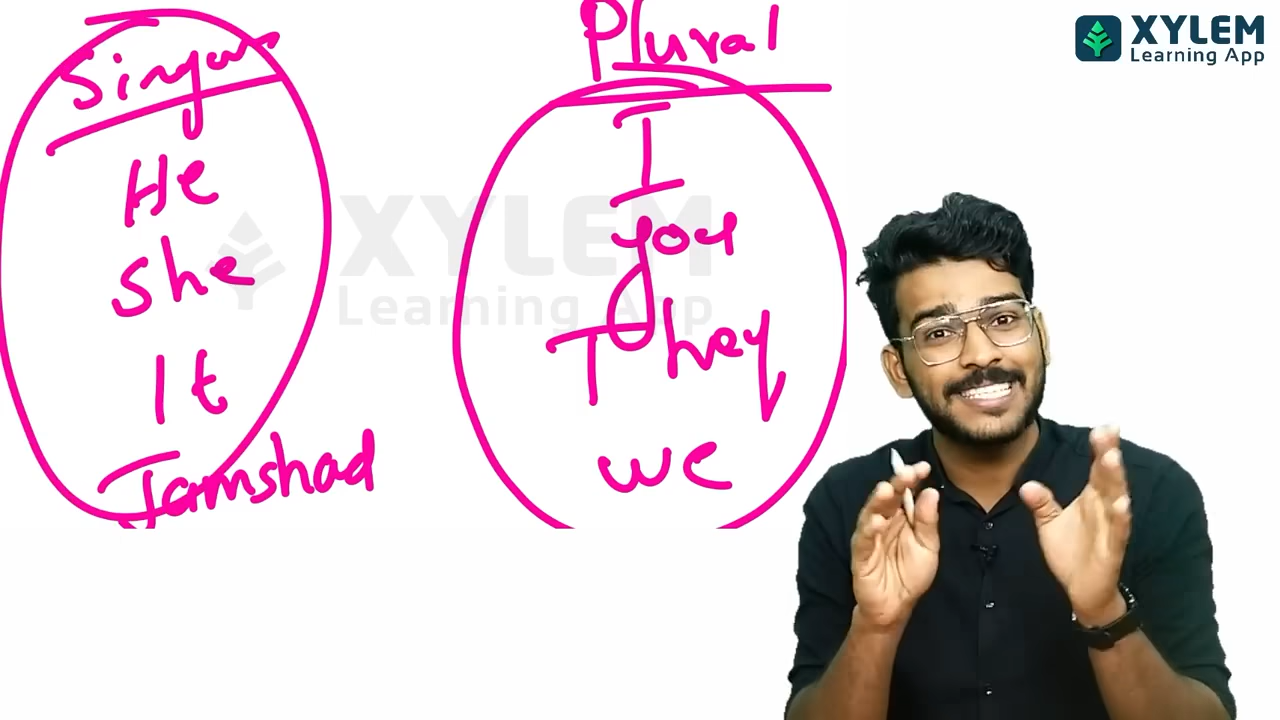 Singular
He
She
It
Jamshad
Plural
I
you
They
we
XYLEM
Learning App
XYLEM
Learning App